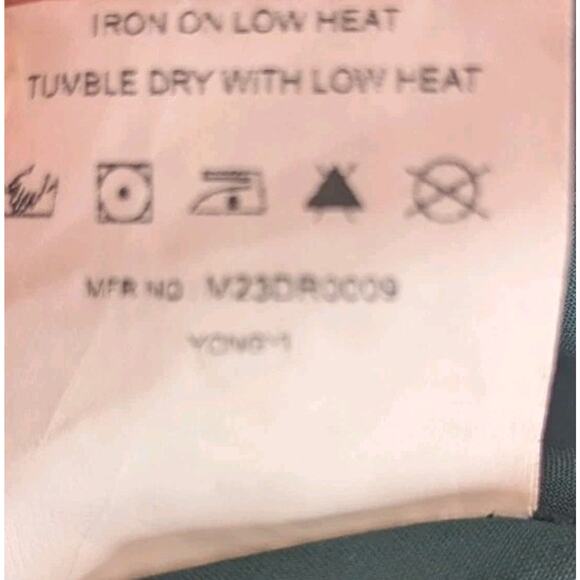 IRON ON LOW HEAT
TUMBLE DRY WITH LOW HEAT
MFR NO M23DR0009